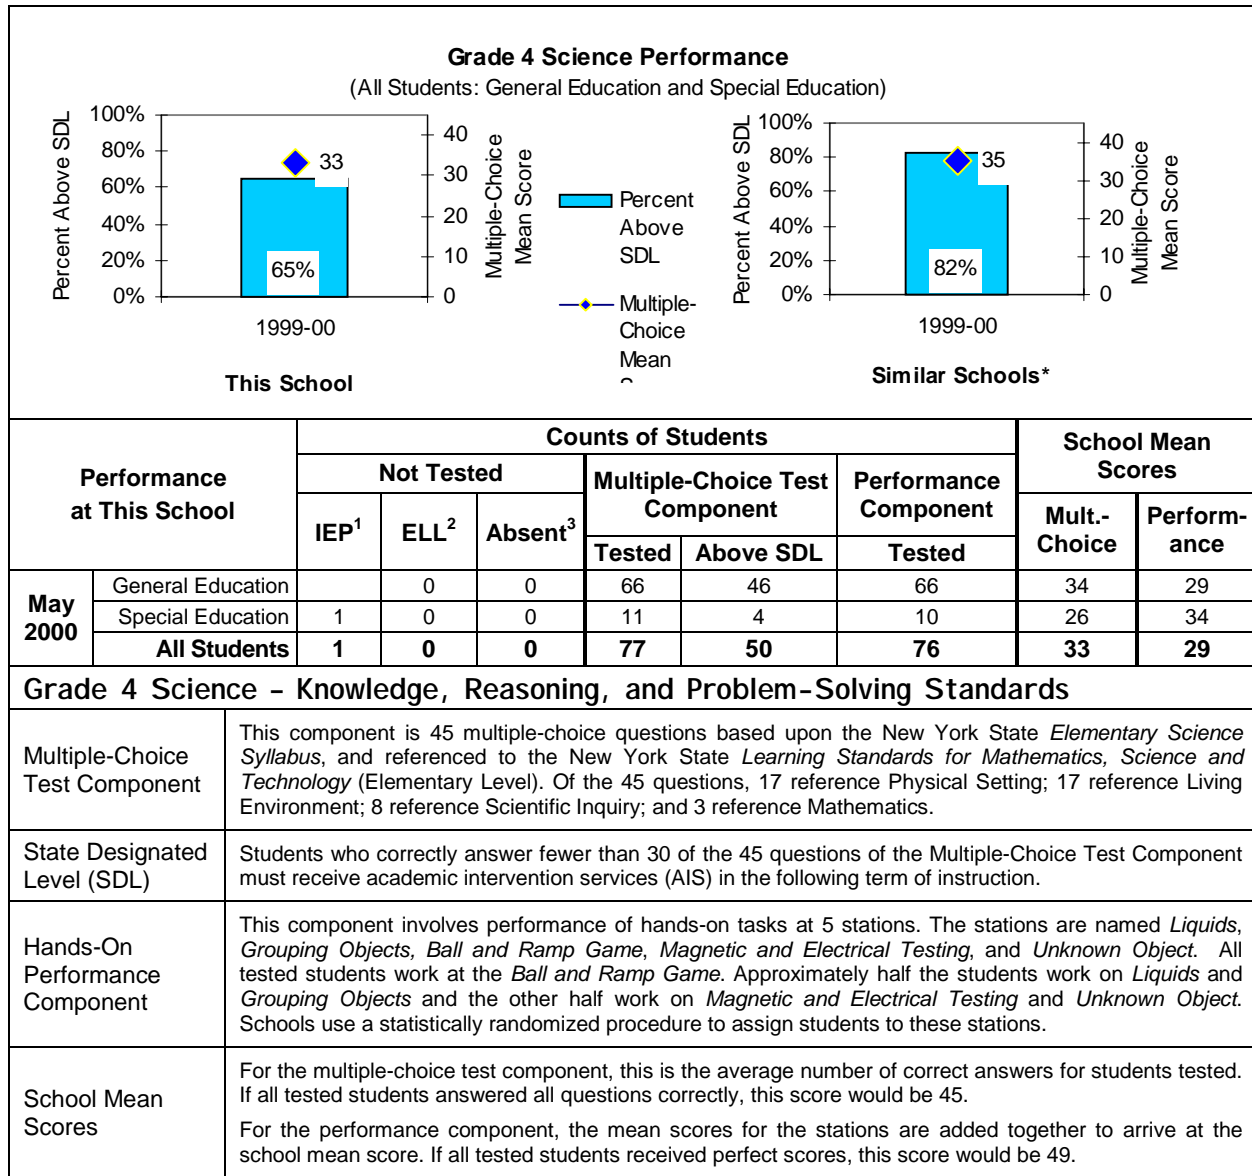 Grade 4 Science Performance
(All Students: General Education and Special Education)
Percent Above SDL
100%
80%
60%
40%
20%
0%
33
65%
40
30
20
10
0
Multiple-Choice
Mean Score
1999-00
This School
Percent
Above
SDL
Multiple-
Choice
Mean
Percent Above SDL
100%
80%
60%
40%
20%
0%
35
82%
40
30
20
10
0
Multiple-Choice
Mean Score
1999-00
Similar Schools*
Performance
at This School
Counts of Students
School Mean
Scores
Not Tested
Multiple-Choice Test
Component
Performance
Component
IEP1 ELL2 Absent3 Tested Above SDL Tested
Mult.-
Choice
Perform-
ance
May
2000
General Education 0 0 66 46 66 34 29
Special Education 1 0 0 11 4 10 26 34
All Students 1 0 0 77 50 76 33 29
Grade 4 Science – Knowledge, Reasoning, and Problem-Solving Standards
Multiple-Choice
Test Component
This component is 45 multiple-choice questions based upon the New York State Elementary Science
Syllabus, and referenced to the New York State Learning Standards for Mathematics, Science and
Technology (Elementary Level). Of the 45 questions, 17 reference Physical Setting; 17 reference Living
Environment; 8 reference Scientific Inquiry; and 3 reference Mathematics.
State Designated
Level (SDL)
Students who correctly answer fewer than 30 of the 45 questions of the Multiple-Choice Test Component
must receive academic intervention services (AIS) in the following term of instruction.
Hands-On
Performance
Component
This component involves performance of hands-on tasks at 5 stations. The stations are named Liquids,
Grouping Objects, Ball and Ramp Game, Magnetic and Electrical Testing, and Unknown Object. All
tested students work at the Ball and Ramp Game. Approximately half the students work on Liquids and
Grouping Objects and the other half work on Magnetic and Electrical Testing and Unknown Object.
Schools use a statistically randomized procedure to assign students to these stations.
School Mean
Scores
For the multiple-choice test component, this is the average number of correct answers for students tested.
If all tested students answered all questions correctly, this score would be 45.
For the performance component, the mean scores for the stations are added together to arrive at the
school mean score. If all tested students received perfect scores, this score would be 49.